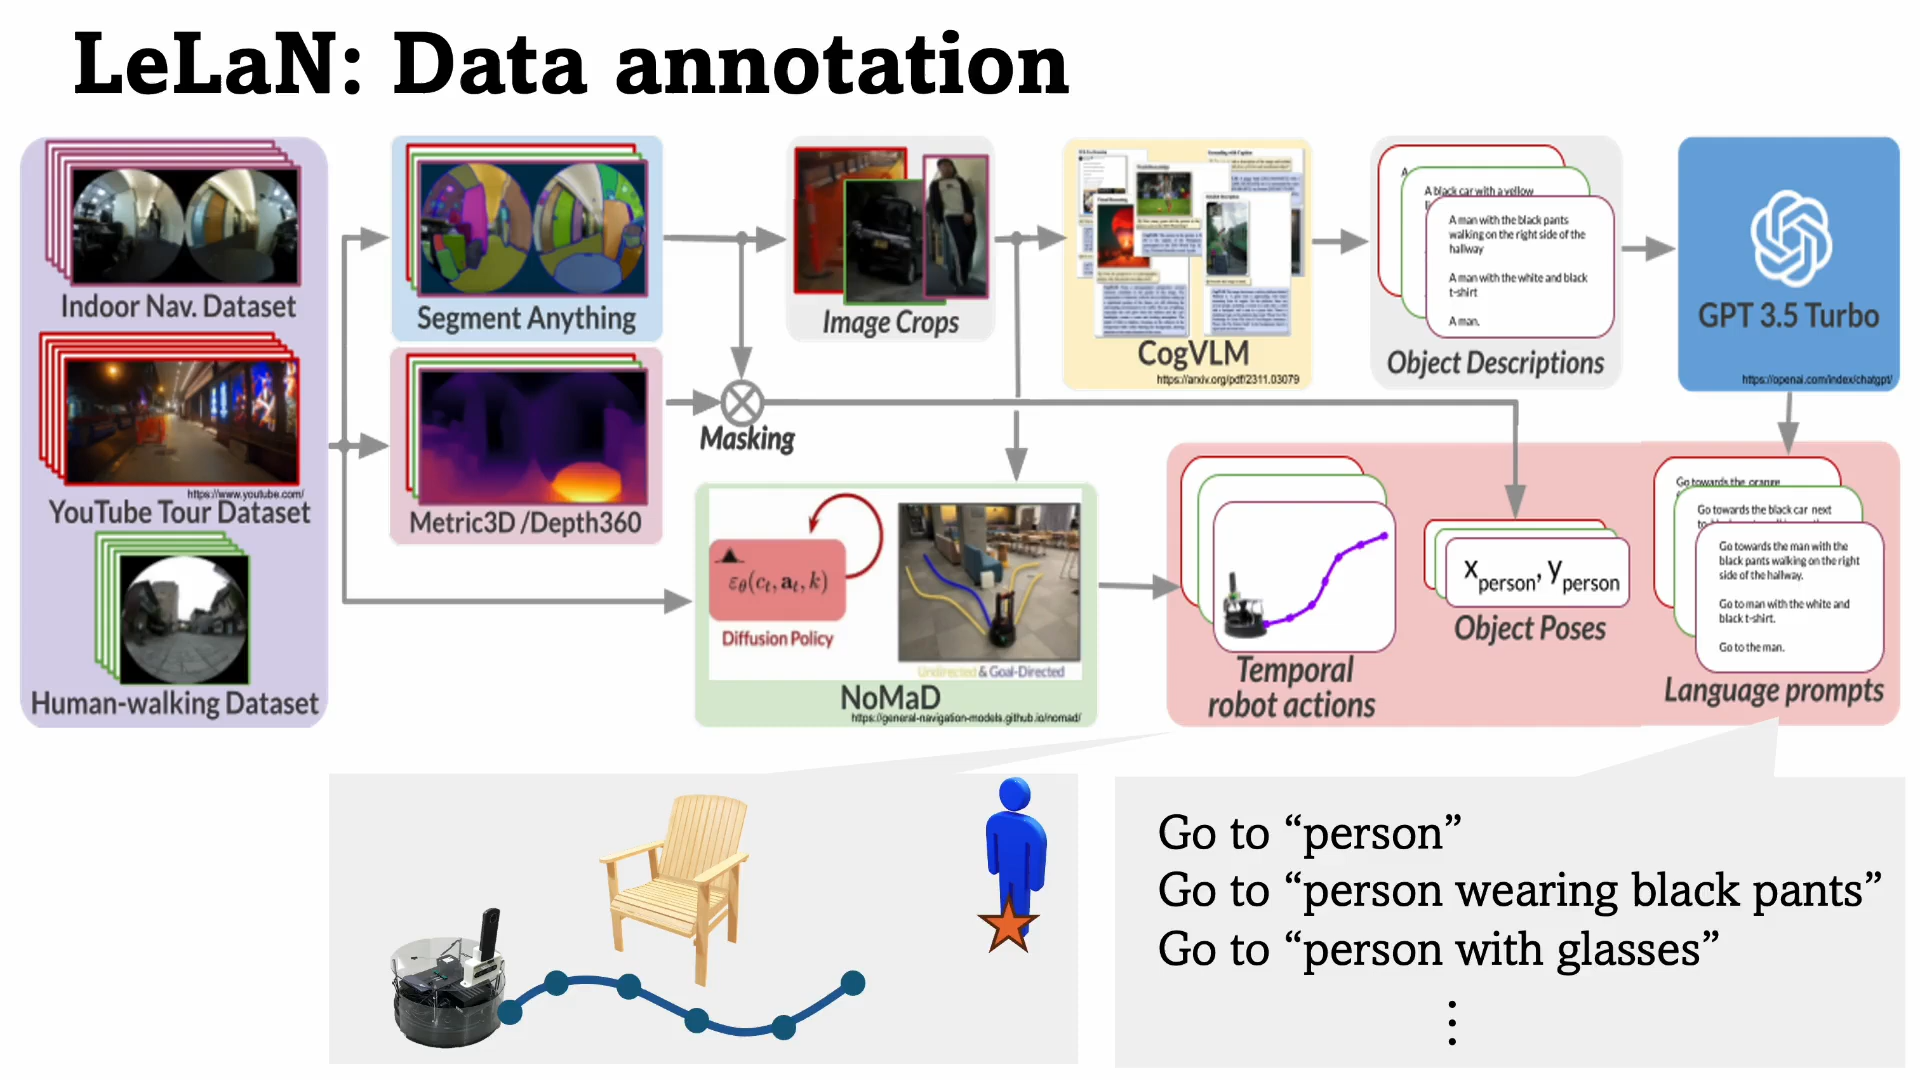 LeLaN: Data annotation
Indoor Nav. Dataset
https://www.youtube.com/
YouTube Tour Dataset
Human-walking Dataset
Segment Anything
Metric3D /Depth360
Masking
Image Crops
CogVLM
https://arxiv.org/pdf/2311.03079
A
A black car with a yellow
A man with the black pants
walking on the right side of the
hallway
A man with the white and black
t-shirt
A man.
Object Descriptions
GPT 3.5 Turbo
https://openai.com/index/chatgpt/
εθ(ct, at, k)
Diffusion Policy
Undirected & Goal-Directed
NoMaD
https://general-navigation-models.github.io/nomad/
Temporal
robot actions
Xperson, yperson
Object Poses
Go towards the orange
Go towards the black car next
Go towards the man with the
black pants walking on the right
side of the hallway.
Go to man with the white and
black t-shirt.
Go to the man.
Language prompts
Go to “person”
Go to “person wearing black pants”
Go to “person with glasses”
⋮